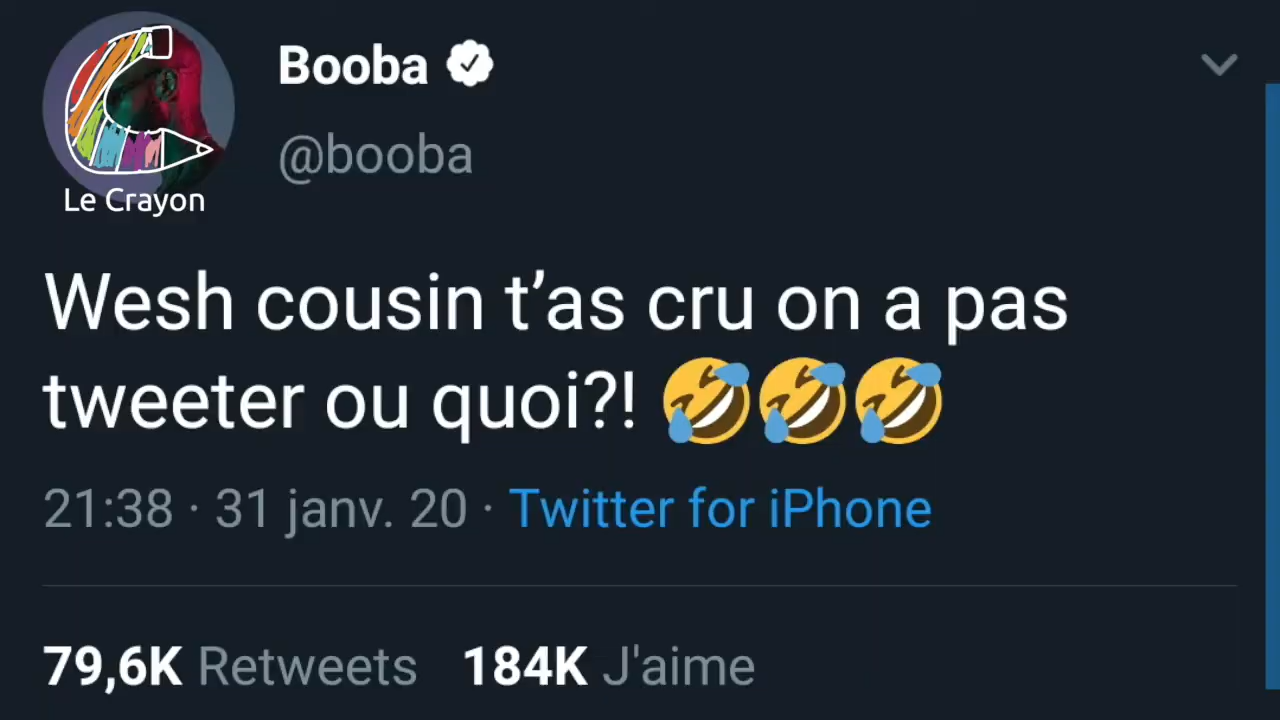 Booba
@booba
Le Crayon
Wesh cousin t’as cru on a pas
tweeter ou quoi?! 🤣🤣🤣
21:38 · 31 janv. 20 · Twitter for iPhone
79,6K Retweets 184K J'aime